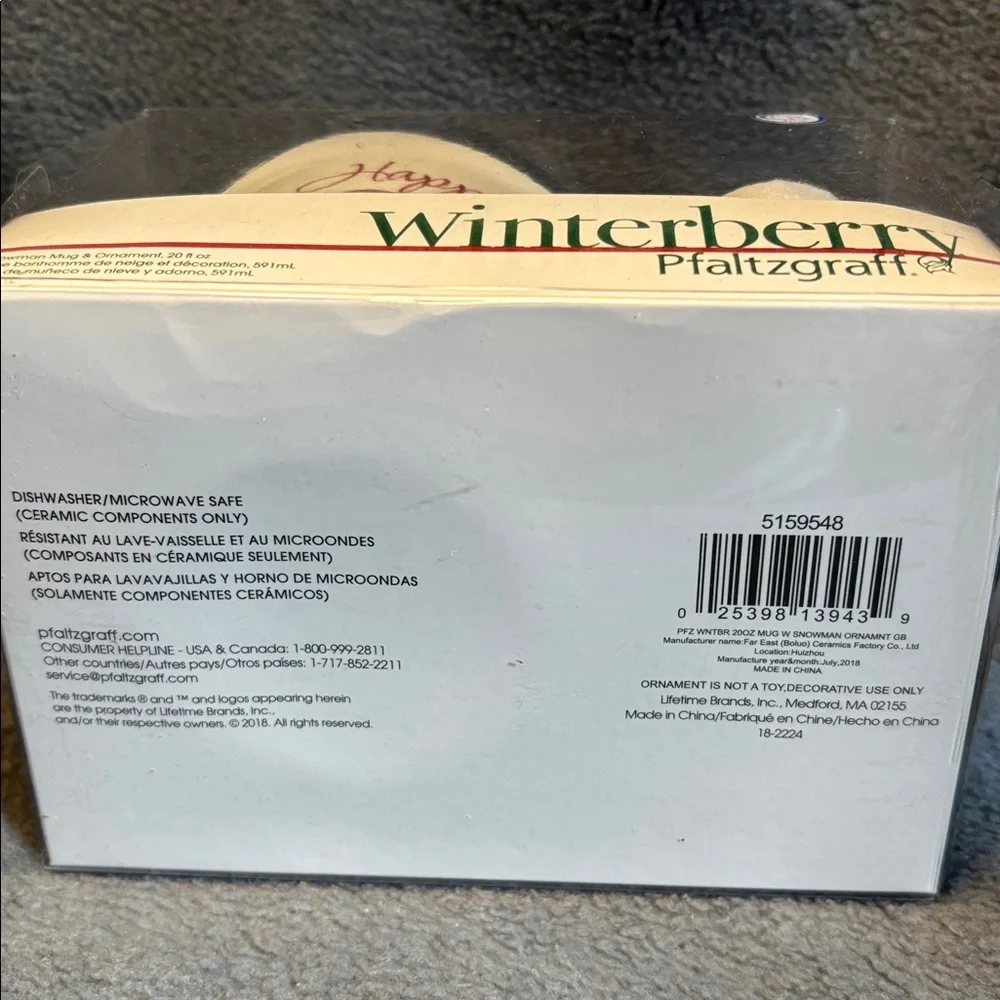 Happ
Winterberry
Pfaltzgraff.
Mug & Ornament, 20 fl oz
bonhomme de neige et décoration, 591mL
de muñeco de nieve y adorno, 591mL
DISHWASHER/MICROWAVE SAFE
(CERAMIC COMPONENTS ONLY)
RÉSISTANT AU LAVE-VAISSELLE ET AU MICROONDES
(COMPOSANTS EN CÉRAMIQUE SEULEMENT)
APTOS PARA LAVAVAJILLAS Y HORNO DE MICROONDAS
(SOLAMENTE COMPONENTES CERÁMICOS)
pfaltzgraff.com
CONSUMER HELPLINE - USA & Canada: 1-800-999-2811
Other countries/Autres pays/Otros países: 1-717-852-2211
service@pfaltzgraff.com
The trademarks ® and ™ and logos appearing herein
are the property of Lifetime Brands, Inc.,
and/or their respective owners. © 2018. All rights reserved.
5159548
0 25398 13943 9
PFZ WNTBR 20OZ MUG W SNOWMAN ORNAMNT GB
Manufacturer name:Far East (Boluo) Ceramics Factory Co., Ltd
Location:Huizhou
Manufacture year&month:July,2018
MADE IN CHINA
ORNAMENT IS NOT A TOY,DECORATIVE USE ONLY
Lifetime Brands, Inc., Medford, MA 02155
Made in China/Fabriqué en Chine/Hecho en China
18-2224